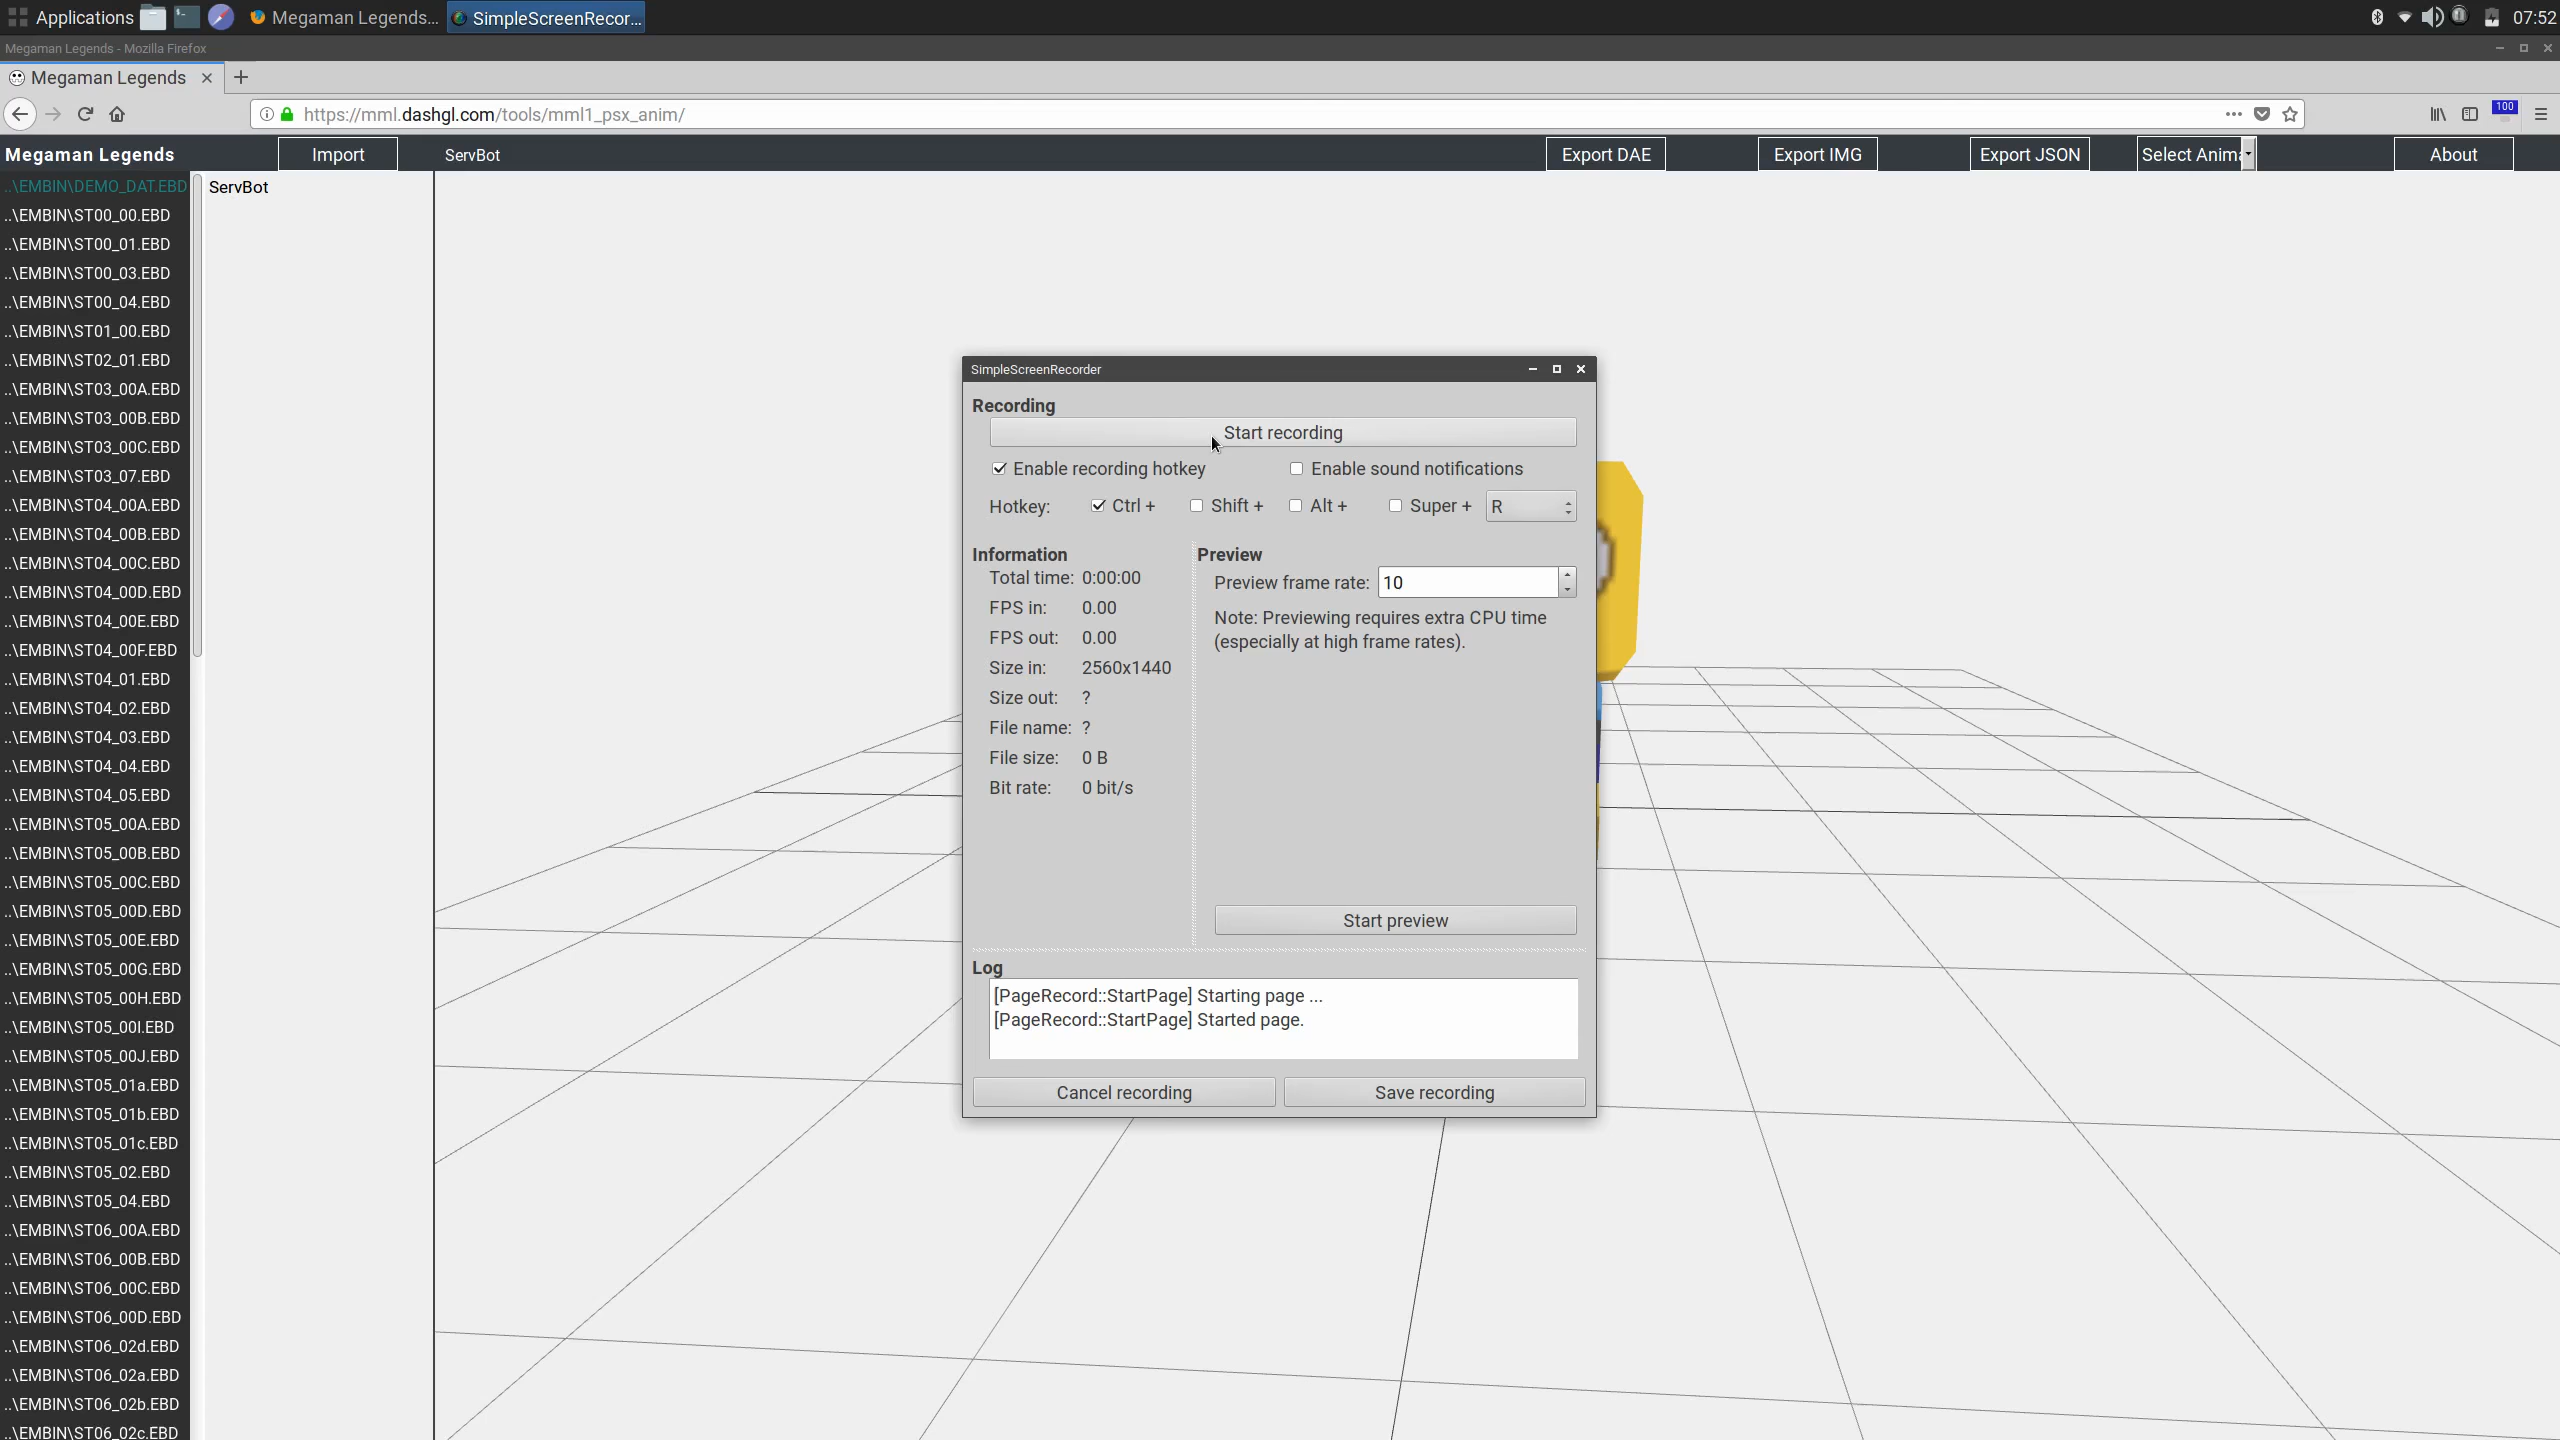 Applications
Megaman Legends...
SimpleScreenRecor...
07:52
Megaman Legends - Mozilla Firefox
Megaman Legends
https://mml.dashgl.com/tools/mml1_psx_anim/
100
Megaman Legends
Import
ServBot
Export DAE
Export IMG
Export JSON
Select Anima
About
..\EMBIN\DEMO_DAT.EBD
..\EMBIN\ST00_00.EBD
..\EMBIN\ST00_01.EBD
..\EMBIN\ST00_03.EBD
..\EMBIN\ST00_04.EBD
..\EMBIN\ST01_00.EBD
..\EMBIN\ST02_01.EBD
..\EMBIN\ST03_00A.EBD
..\EMBIN\ST03_00B.EBD
..\EMBIN\ST03_00C.EBD
..\EMBIN\ST03_07.EBD
..\EMBIN\ST04_00A.EBD
..\EMBIN\ST04_00B.EBD
..\EMBIN\ST04_00C.EBD
..\EMBIN\ST04_00D.EBD
..\EMBIN\ST04_00E.EBD
..\EMBIN\ST04_00F.EBD
..\EMBIN\ST04_01.EBD
..\EMBIN\ST04_02.EBD
..\EMBIN\ST04_03.EBD
..\EMBIN\ST04_04.EBD
..\EMBIN\ST04_05.EBD
..\EMBIN\ST05_00A.EBD
..\EMBIN\ST05_00B.EBD
..\EMBIN\ST05_00C.EBD
..\EMBIN\ST05_00D.EBD
..\EMBIN\ST05_00E.EBD
..\EMBIN\ST05_00G.EBD
..\EMBIN\ST05_00H.EBD
..\EMBIN\ST05_00I.EBD
..\EMBIN\ST05_00J.EBD
..\EMBIN\ST05_01a.EBD
..\EMBIN\ST05_01b.EBD
..\EMBIN\ST05_01c.EBD
..\EMBIN\ST05_02.EBD
..\EMBIN\ST05_04.EBD
..\EMBIN\ST06_00A.EBD
..\EMBIN\ST06_00B.EBD
..\EMBIN\ST06_00C.EBD
..\EMBIN\ST06_00D.EBD
..\EMBIN\ST06_02d.EBD
..\EMBIN\ST06_02a.EBD
..\EMBIN\ST06_02b.EBD
..\EMBIN\ST06_02c.EBD
ServBot
SimpleScreenRecorder
Recording
Start recording
Enable recording hotkey
Enable sound notifications
Hotkey: Ctrl + Shift + Alt + Super + R
Information
Total time: 0:00:00
FPS in: 0.00
FPS out: 0.00
Size in: 2560x1440
Size out: ?
File name: ?
File size: 0 B
Bit rate: 0 bit/s
Preview
Preview frame rate: 10
Note: Previewing requires extra CPU time
(especially at high frame rates).
Start preview
Log
[PageRecord::StartPage] Starting page ...
[PageRecord::StartPage] Started page.
Cancel recording
Save recording